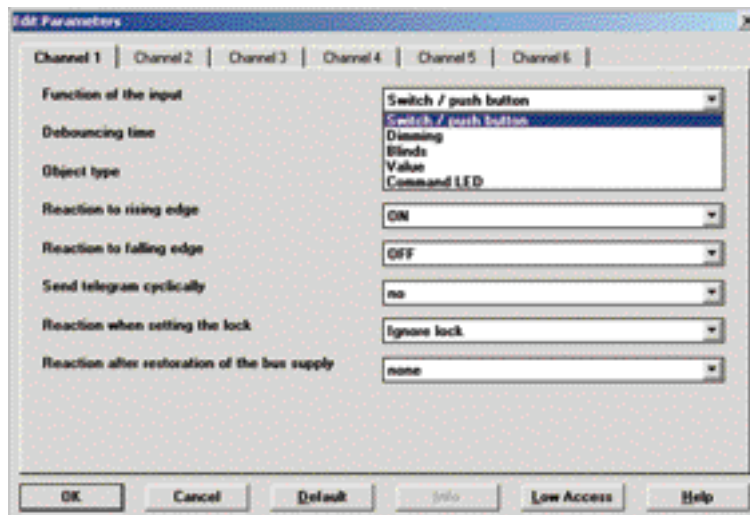 Edit Parameters
Channel 1 Channel 2 Channel 3 Channel 4 Channel 5 Channel 6
Function of the input Switch / push button
Switch / push button
Debouncing time Dimming
Blinds
Object type Value
Command LED
Reaction to rising edge ON
Reaction to falling edge OFF
Send telegram cyclically no
Reaction when setting the lock Ignore lock
Reaction after restoration of the bus supply none
OK Cancel Default Info Low Access Help